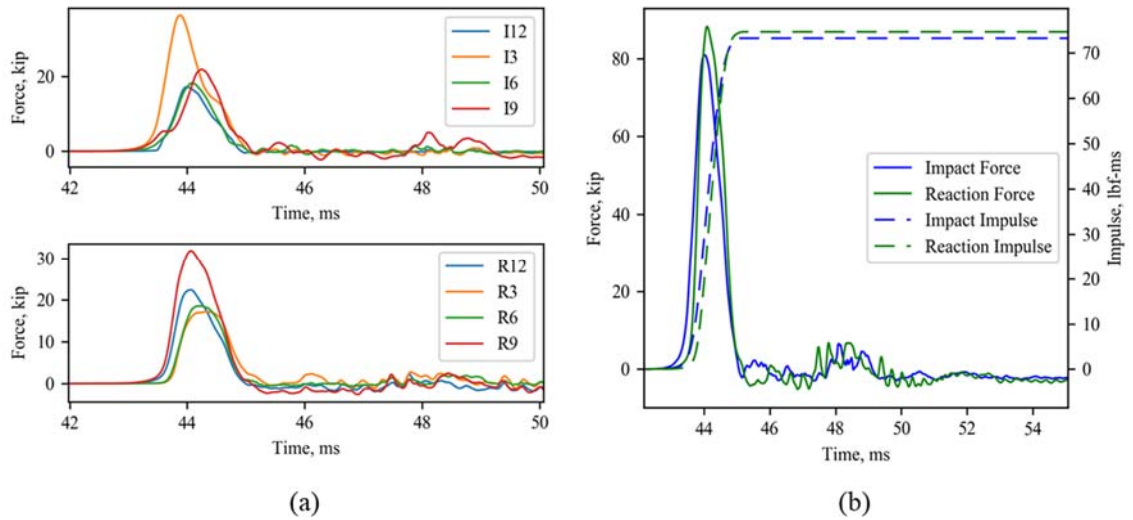 Force, kip
20
0
I12
I3
I6
I9
42
44
46
48
50
Time, ms
Force, kip
30
20
10
0
R12
R3
R6
R9
42
44
46
48
50
Time, ms
(a)
Force, kip
80
60
40
20
0
Impact Force
Reaction Force
Impact Impulse
Reaction Impulse
70
60
50
40
30
20
10
0
Impulse, lbf-ms
44
46
48
50
52
54
Time, ms
(b)